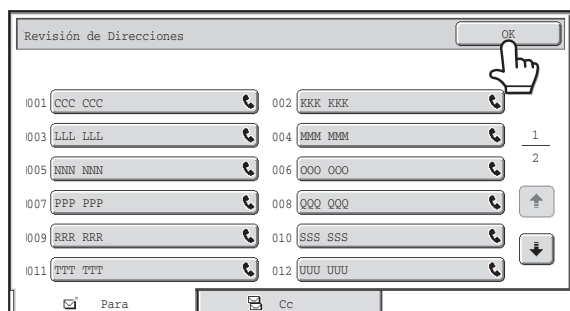 Revisión de Direcciones OK
001 CCC CCC 002 KKK KKK
003 LLL LLL 004 MMM MMM
1
005 NNN NNN 006 OOO OOO
2
007 PPP PPP 008 QQQ QQQ
009 RRR RRR 010 SSS SSS
011 TTT TTT 012 UUU UUU
Para Cc